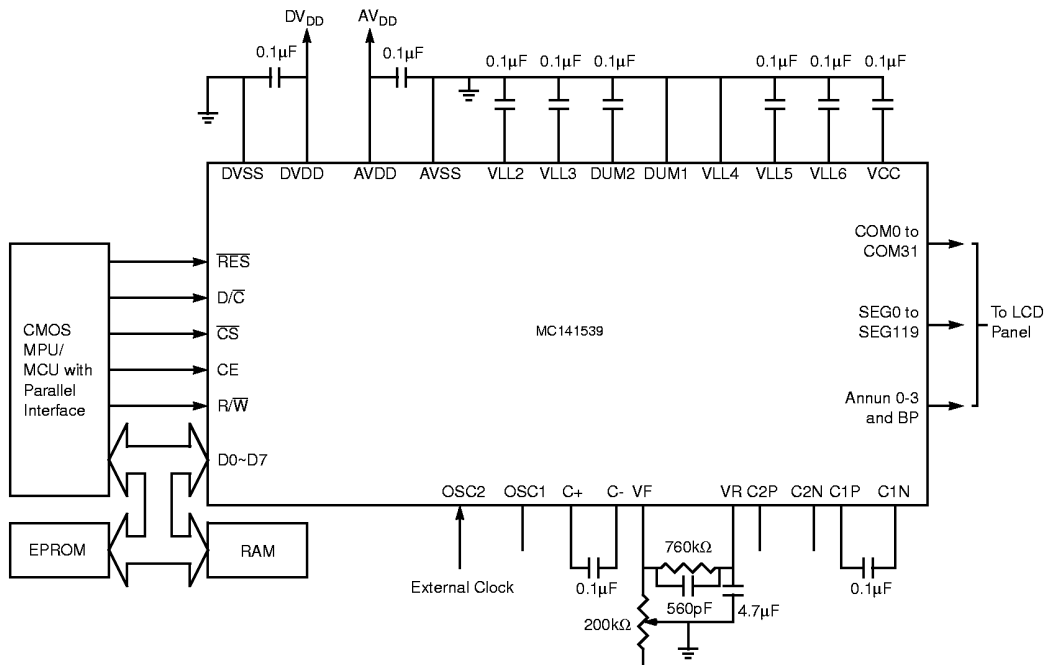 DVDD
AVDD
0.1µF
0.1µF
0.1µF
0.1µF
0.1µF
0.1µF
0.1µF
0.1µF
DVSS
DVDD
AVDD
AVSS
VLL2
VLL3
DUM2
DUM1
VLL4
VLL5
VLL6
VCC
CMOS
MPU/
MCU with
Parallel
Interface
RES
D/C
CS
CE
R/W
D0~D7
MC141539
COM0 to
COM31
SEG0 to
SEG119
Annun 0-3
and BP
To LCD
Panel
OSC2
OSC1
C+
C-
VF
VR
C2P
C2N
C1P
C1N
EPROM
RAM
External Clock
0.1µF
760kΩ
560pF
4.7µF
200kΩ
0.1µF